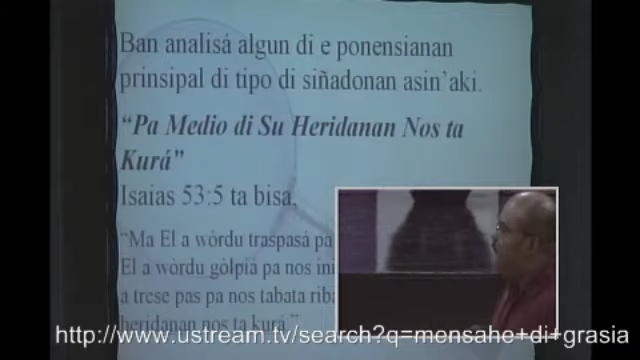 Ban analisá algun di e ponensianan
prinsipal di tipo di siñadonan asin'aki.
“Pa Medio di Su Heridanan Nos ta
Kurá”
Isaias 53:5 ta bisa,
“Ma El a wòrdu traspasá pa
El a wòrdu gòlpiá pa nos ini
a trese pas pa nos tabata riba
heridanan nos ta kurá.”
http://www.ustream.tv/search?q=mensahe+di+grasia